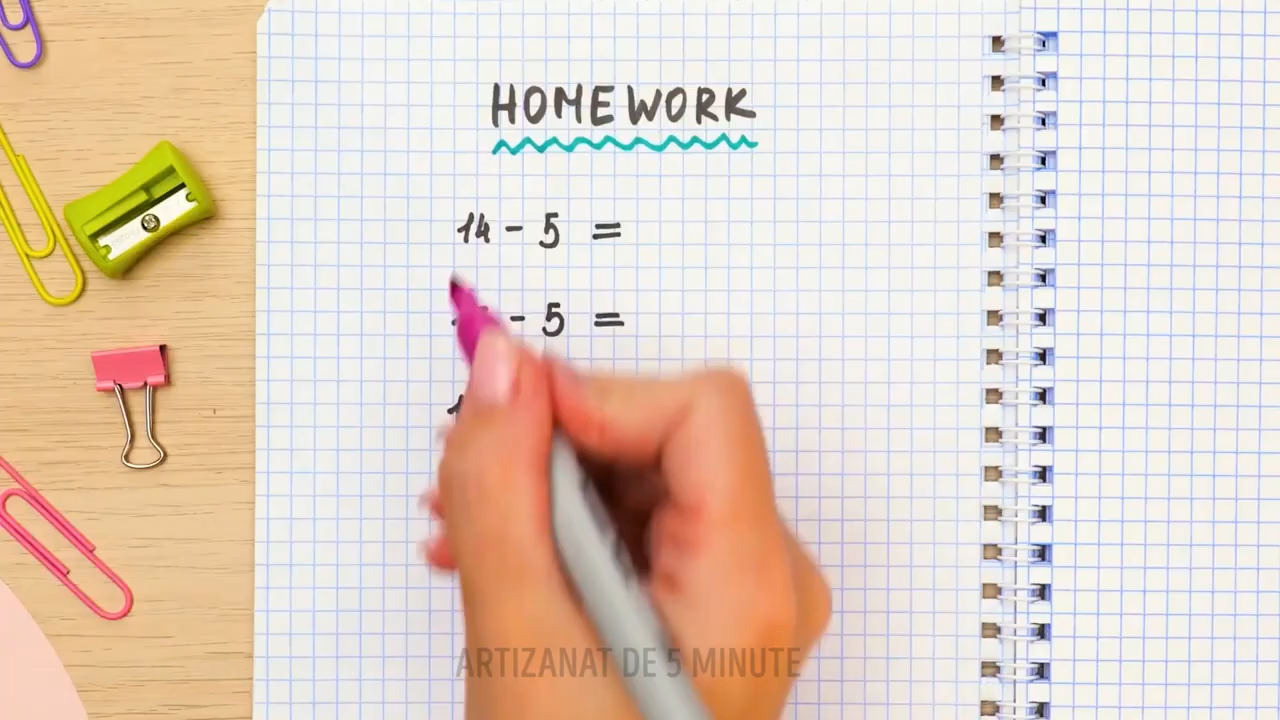 HOMEWORK
14 - 5 =
- 5 =
ARTIZANAT DE 5 MINUTE